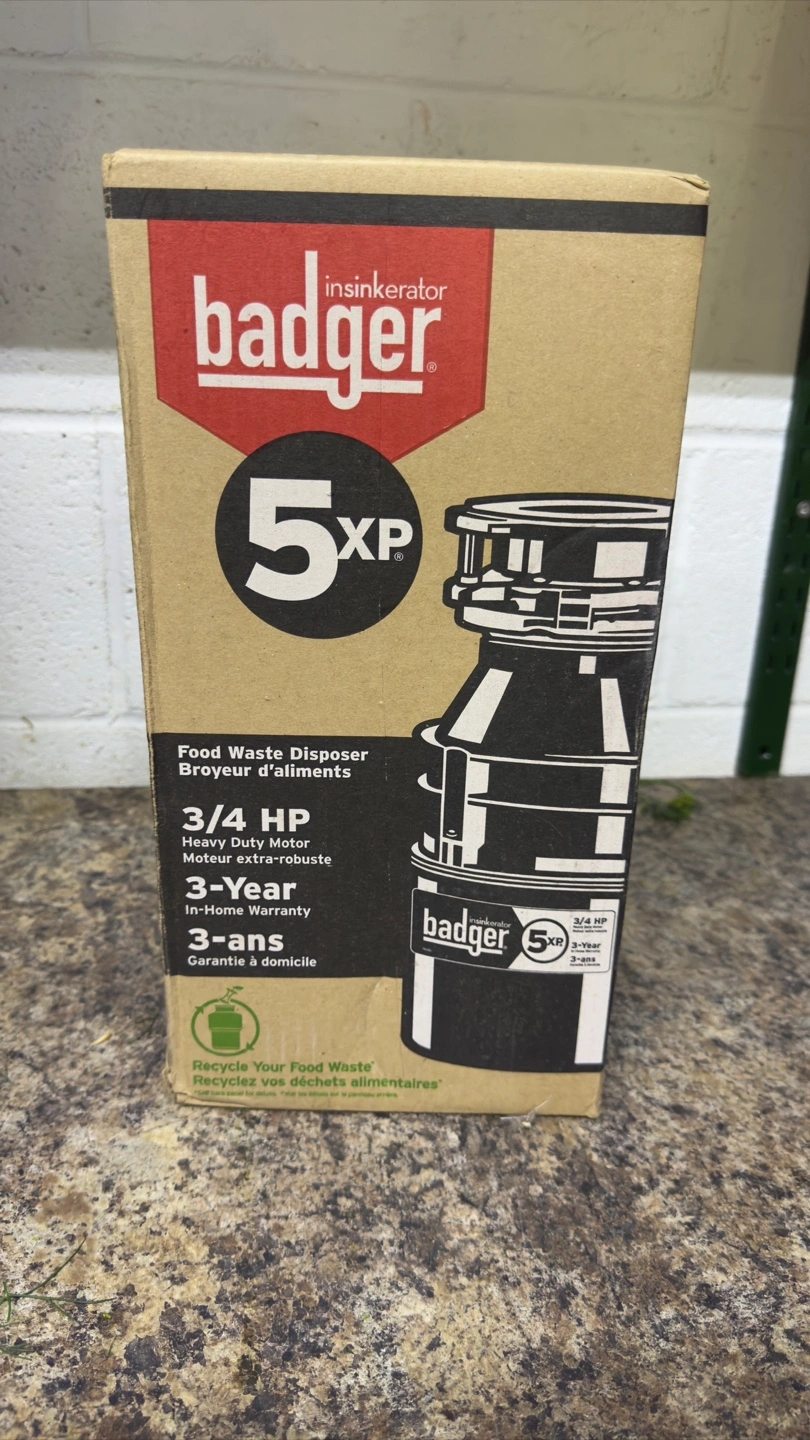 insinkerator
badger®
5XP®
Food Waste Disposer
Broyeur d'aliments
3/4 HP
Heavy Duty Motor
Moteur extra-robuste
3-Year
In-Home Warranty
3-ans
Garantie à domicile
insinkerator
badger
5XP
3/4 HP
3-Year
3-ans
Recycle Your Food Waste*
Recyclez vos déchets alimentaires*